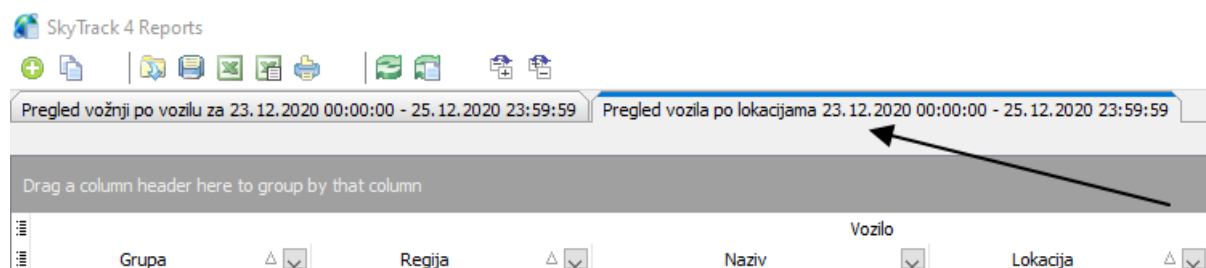 SkyTrack 4 Reports
Pregled vožnji po vozilu za 23.12.2020 00:00:00 - 25.12.2020 23:59:59 Pregled vozila po lokacijama 23.12.2020 00:00:00 - 25.12.2020 23:59:59
Drag a column header here to group by that column
Vozilo
Grupa Regija Naziv Lokacija